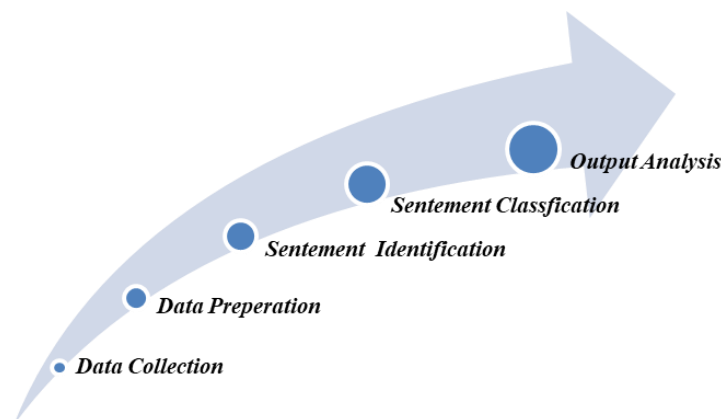 Output Analysis
Sentement Classfication
Sentement Identification
Data Preperation
Data Collection